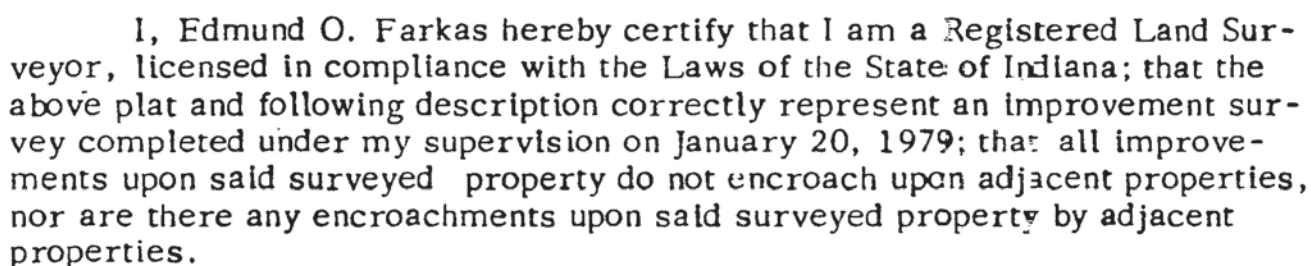 I, Edmund O. Farkas hereby certify that I am a Registered Land Sur-
veyor, licensed in compliance with the Laws of the State of Indiana; that the
above plat and following description correctly represent an improvement sur-
vey completed under my supervision on January 20, 1979; that all improve-
ments upon said surveyed property do not encroach upon adjacent properties,
nor are there any encroachments upon said surveyed property by adjacent
properties.